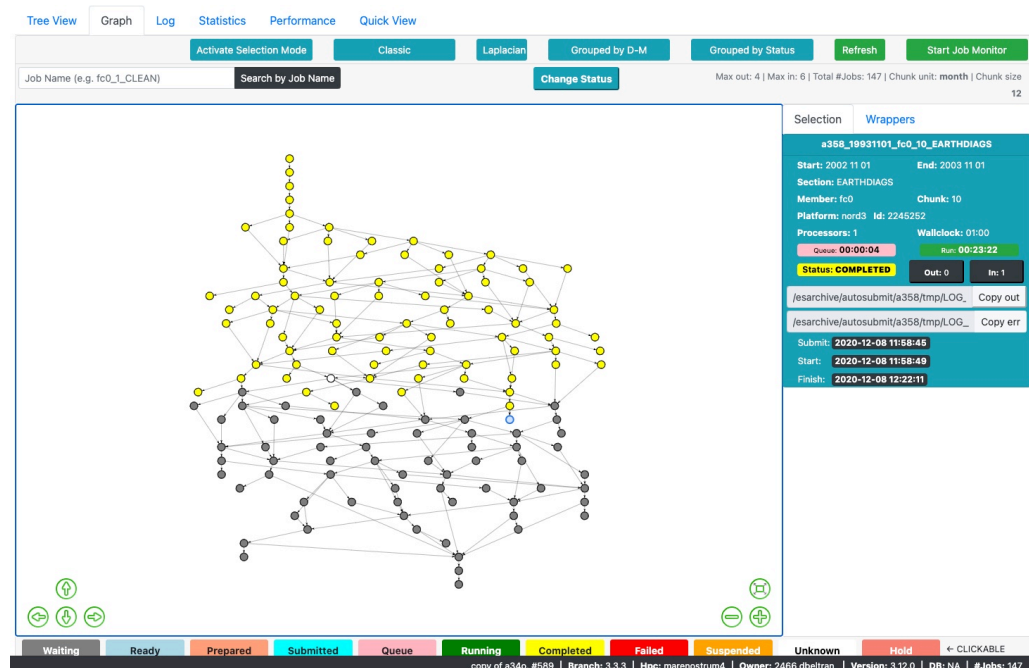 Tree View Graph Log Statistics Performance Quick View
Activate Selection Mode Classic Laplacian Grouped by D-M Grouped by Status Refresh Start Job Monitor
Job Name (e.g. fc0_1_CLEAN) Search by Job Name Change Status Max out: 4 | Max in: 6 | Total #Jobs: 147 | Chunk unit: month | Chunk size
12
Selection Wrappers
a358_19931101_fc0_10_EARTHDIAGS
Start: 2002 11 01 End: 2003 11 01
Section: EARTHDIAGS
Member: fc0 Chunk: 10
Platform: nord3 Id: 2245252
Processors: 1 Wallclock: 01:00
Queue: 00:00:04 Run: 00:23:22
Status: COMPLETED Out: 0 In: 1
/esarchive/autosubmit/a358/tmp/LOG_ Copy out
/esarchive/autosubmit/a358/tmp/LOG_ Copy err
Submit: 2020-12-08 11:58:45
Start: 2020-12-08 11:58:49
Finish: 2020-12-08 12:22:11
Waiting Ready Prepared Submitted Queue Running Completed Failed Suspended Unknown Hold ← CLICKABLE
copy of a34o, #589 | Branch: 3.3.3 | Hpc: marenostrum4 | Owner: 2466 dbeltran | Version: 3.12.0 | DB: NA | #Jobs: 147